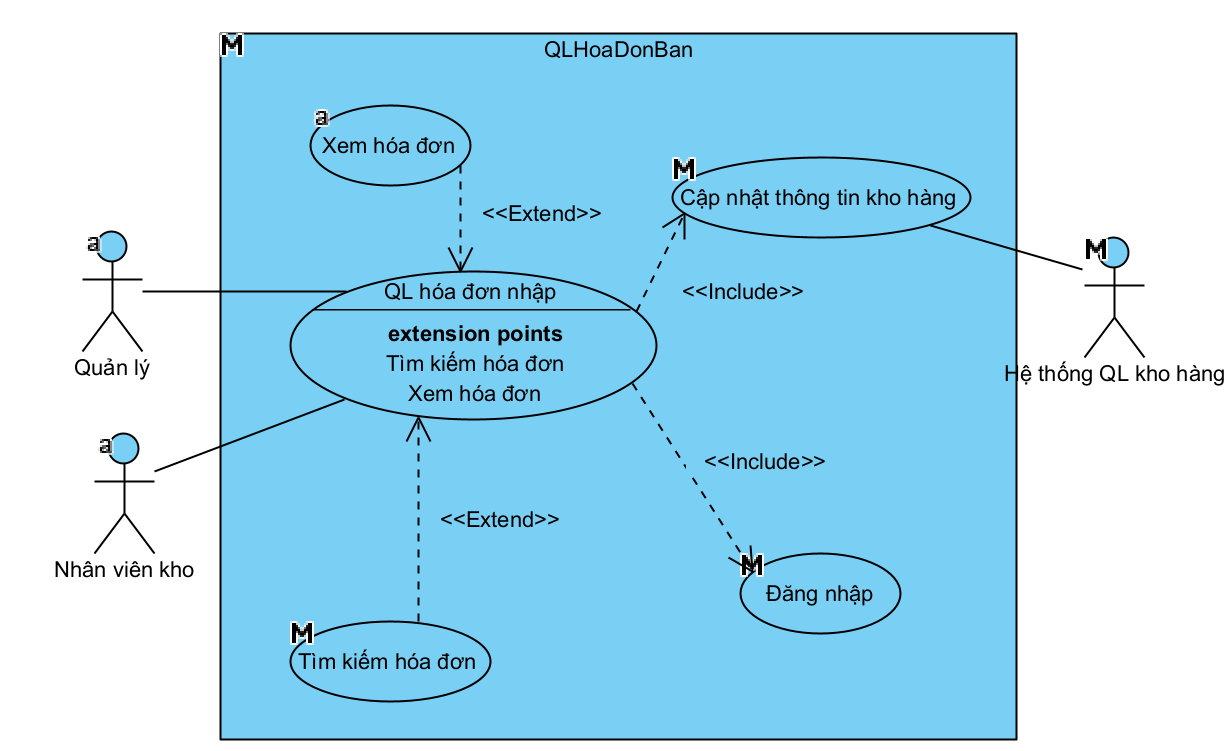 M
QLHoaDonBan
a
Xem hóa đơn
M
Cập nhật thông tin kho hàng
<<Extend>>
a
Quản lý
M
Hệ thống QL kho hàng
<<Include>>
QL hóa đơn nhập
extension points
Tìm kiếm hóa đơn
Xem hóa đơn
a
Nhân viên kho
<<Include>>
<<Extend>>
M
Đăng nhập
M
Tìm kiếm hóa đơn